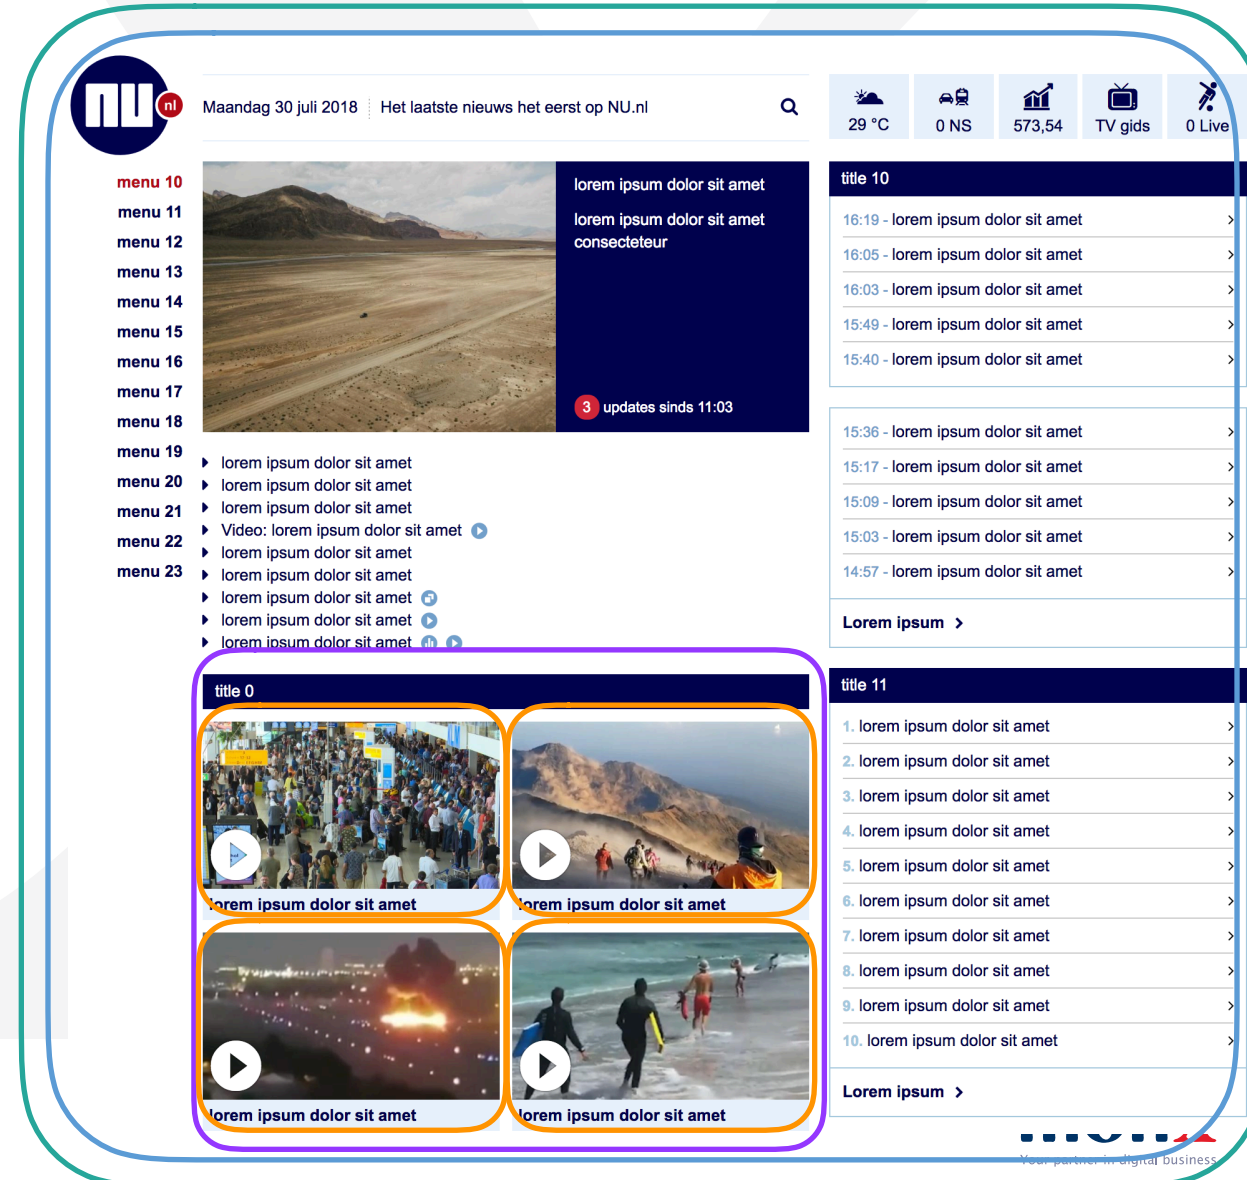 nu
nl
Maandag 30 juli 2018
Het laatste nieuws het eerst op NU.nl
29 °C
0 NS
573,54
TV gids
0 Live
menu 10
menu 11
menu 12
menu 13
menu 14
menu 15
menu 16
menu 17
menu 18
menu 19
menu 20
menu 21
menu 22
menu 23
lorem ipsum dolor sit amet
lorem ipsum dolor sit amet
consecteteur
3 updates sinds 11:03
lorem ipsum dolor sit amet
lorem ipsum dolor sit amet
lorem ipsum dolor sit amet
Video: lorem ipsum dolor sit amet
lorem ipsum dolor sit amet
lorem ipsum dolor sit amet
lorem ipsum dolor sit amet
lorem ipsum dolor sit amet
lorem ipsum dolor sit amet
title 0
lorem ipsum dolor sit amet
lorem ipsum dolor sit amet
lorem ipsum dolor sit amet
lorem ipsum dolor sit amet
title 10
16:19 - lorem ipsum dolor sit amet
16:05 - lorem ipsum dolor sit amet
16:03 - lorem ipsum dolor sit amet
15:49 - lorem ipsum dolor sit amet
15:40 - lorem ipsum dolor sit amet
15:36 - lorem ipsum dolor sit amet
15:17 - lorem ipsum dolor sit amet
15:09 - lorem ipsum dolor sit amet
15:03 - lorem ipsum dolor sit amet
14:57 - lorem ipsum dolor sit amet
Lorem ipsum
title 11
1. lorem ipsum dolor sit amet
2. lorem ipsum dolor sit amet
3. lorem ipsum dolor sit amet
4. lorem ipsum dolor sit amet
5. lorem ipsum dolor sit amet
6. lorem ipsum dolor sit amet
7. lorem ipsum dolor sit amet
8. lorem ipsum dolor sit amet
9. lorem ipsum dolor sit amet
10. lorem ipsum dolor sit amet
Lorem ipsum
Your partner in digital business